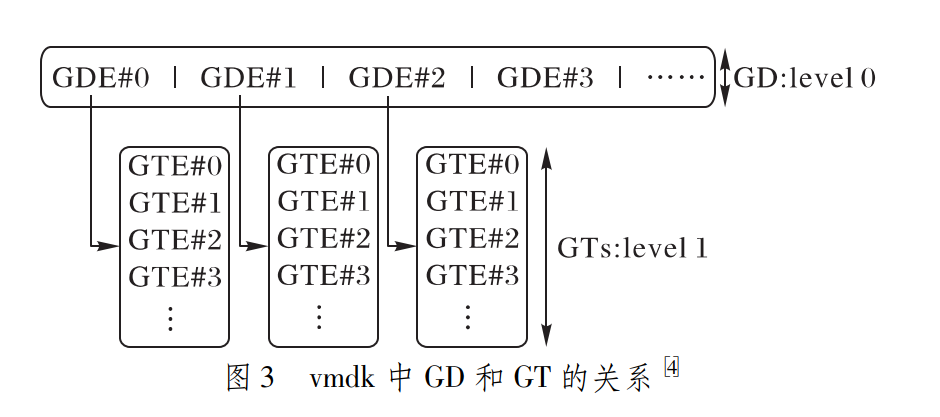 GDE#0 | GDE#1 | GDE#2 | GDE#3 | …… GD:level 0
GTE#0 GTE#0 GTE#0
GTE#1 GTE#1 GTE#1
GTE#2 GTE#2 GTE#2
GTs:level 1
GTE#3 GTE#3 GTE#3
⋮ ⋮ ⋮
图3 vmdk 中 GD 和 GT 的关系[4]